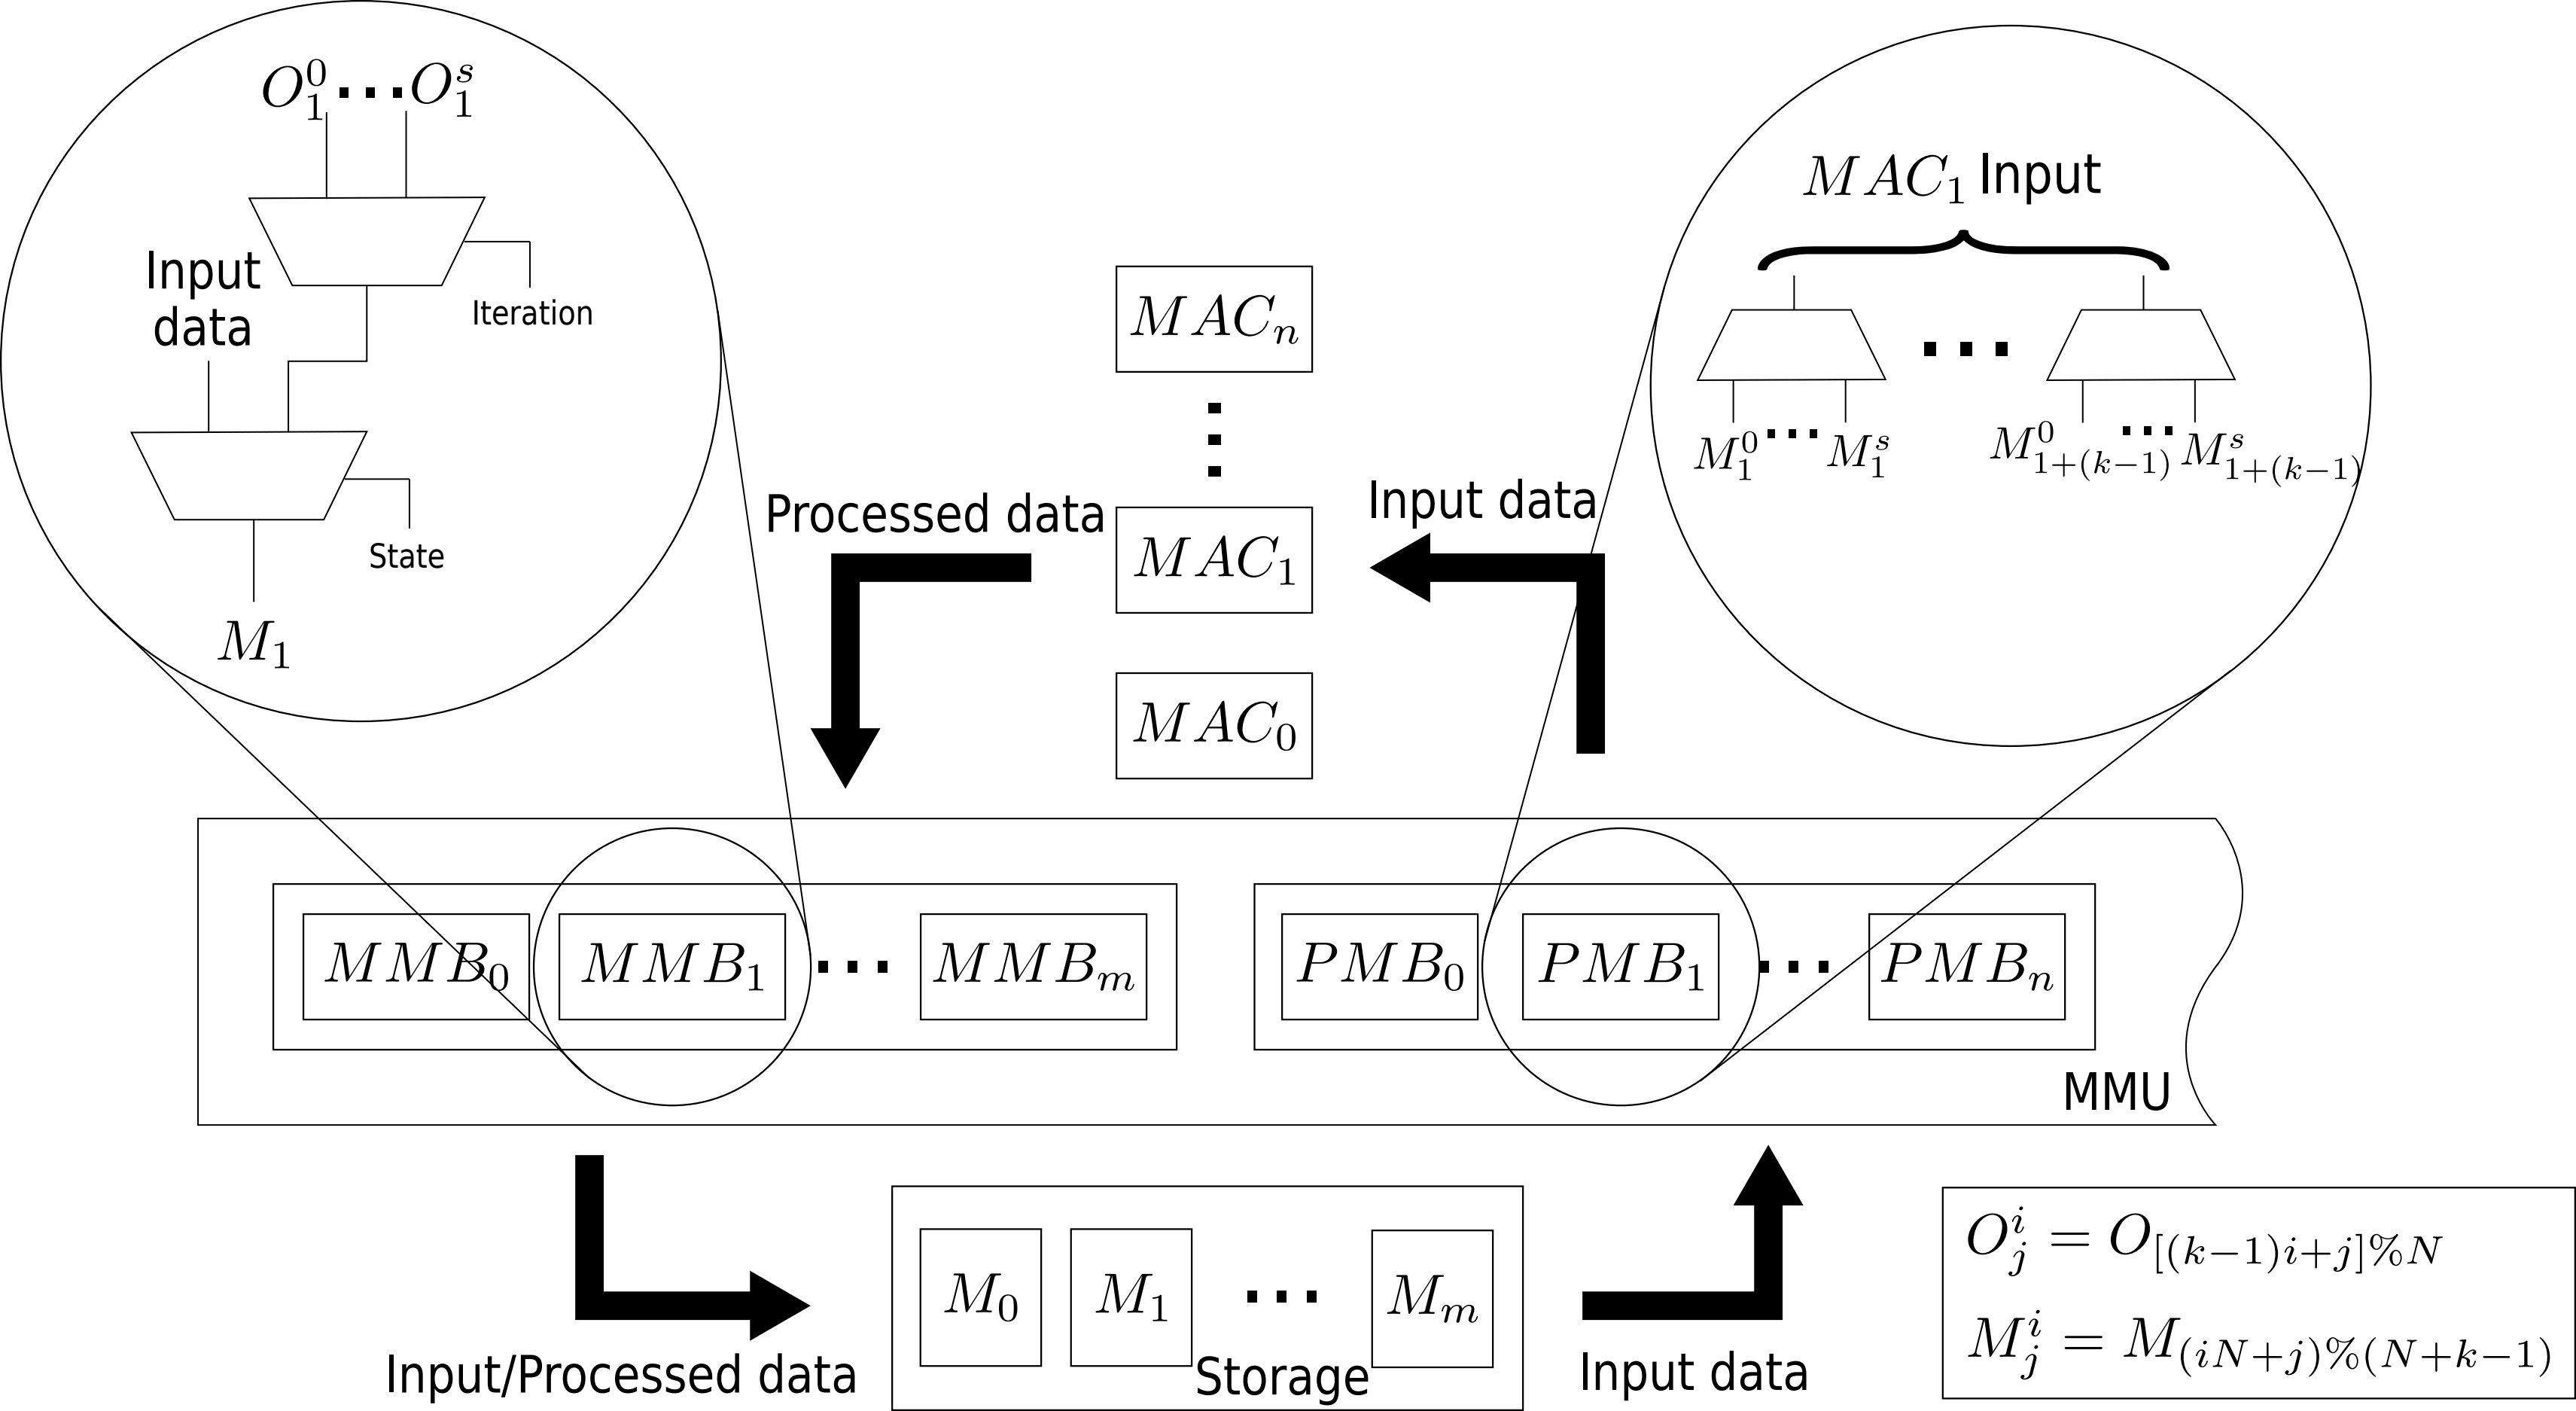 O_1^0 ... O_1^s
Iteration
Input
data
State
M_1
MAC_1 Input
M_1^0 ... M_1^s
...
M_{1+(k−1)}^0 ... M_{1+(k−1)}^s
MAC_n
MAC_1
MAC_0
Processed data
Input data
MMB_0
MMB_1
...
MMB_m
PMB_0
PMB_1
...
PMB_n
MMU
Input/Processed data
M_0
M_1
...
M_m
Storage
Input data
O_j^i = O_{[(k−1)i+j]%N}
M_j^i = M_{(iN+j)%(N+k−1)}